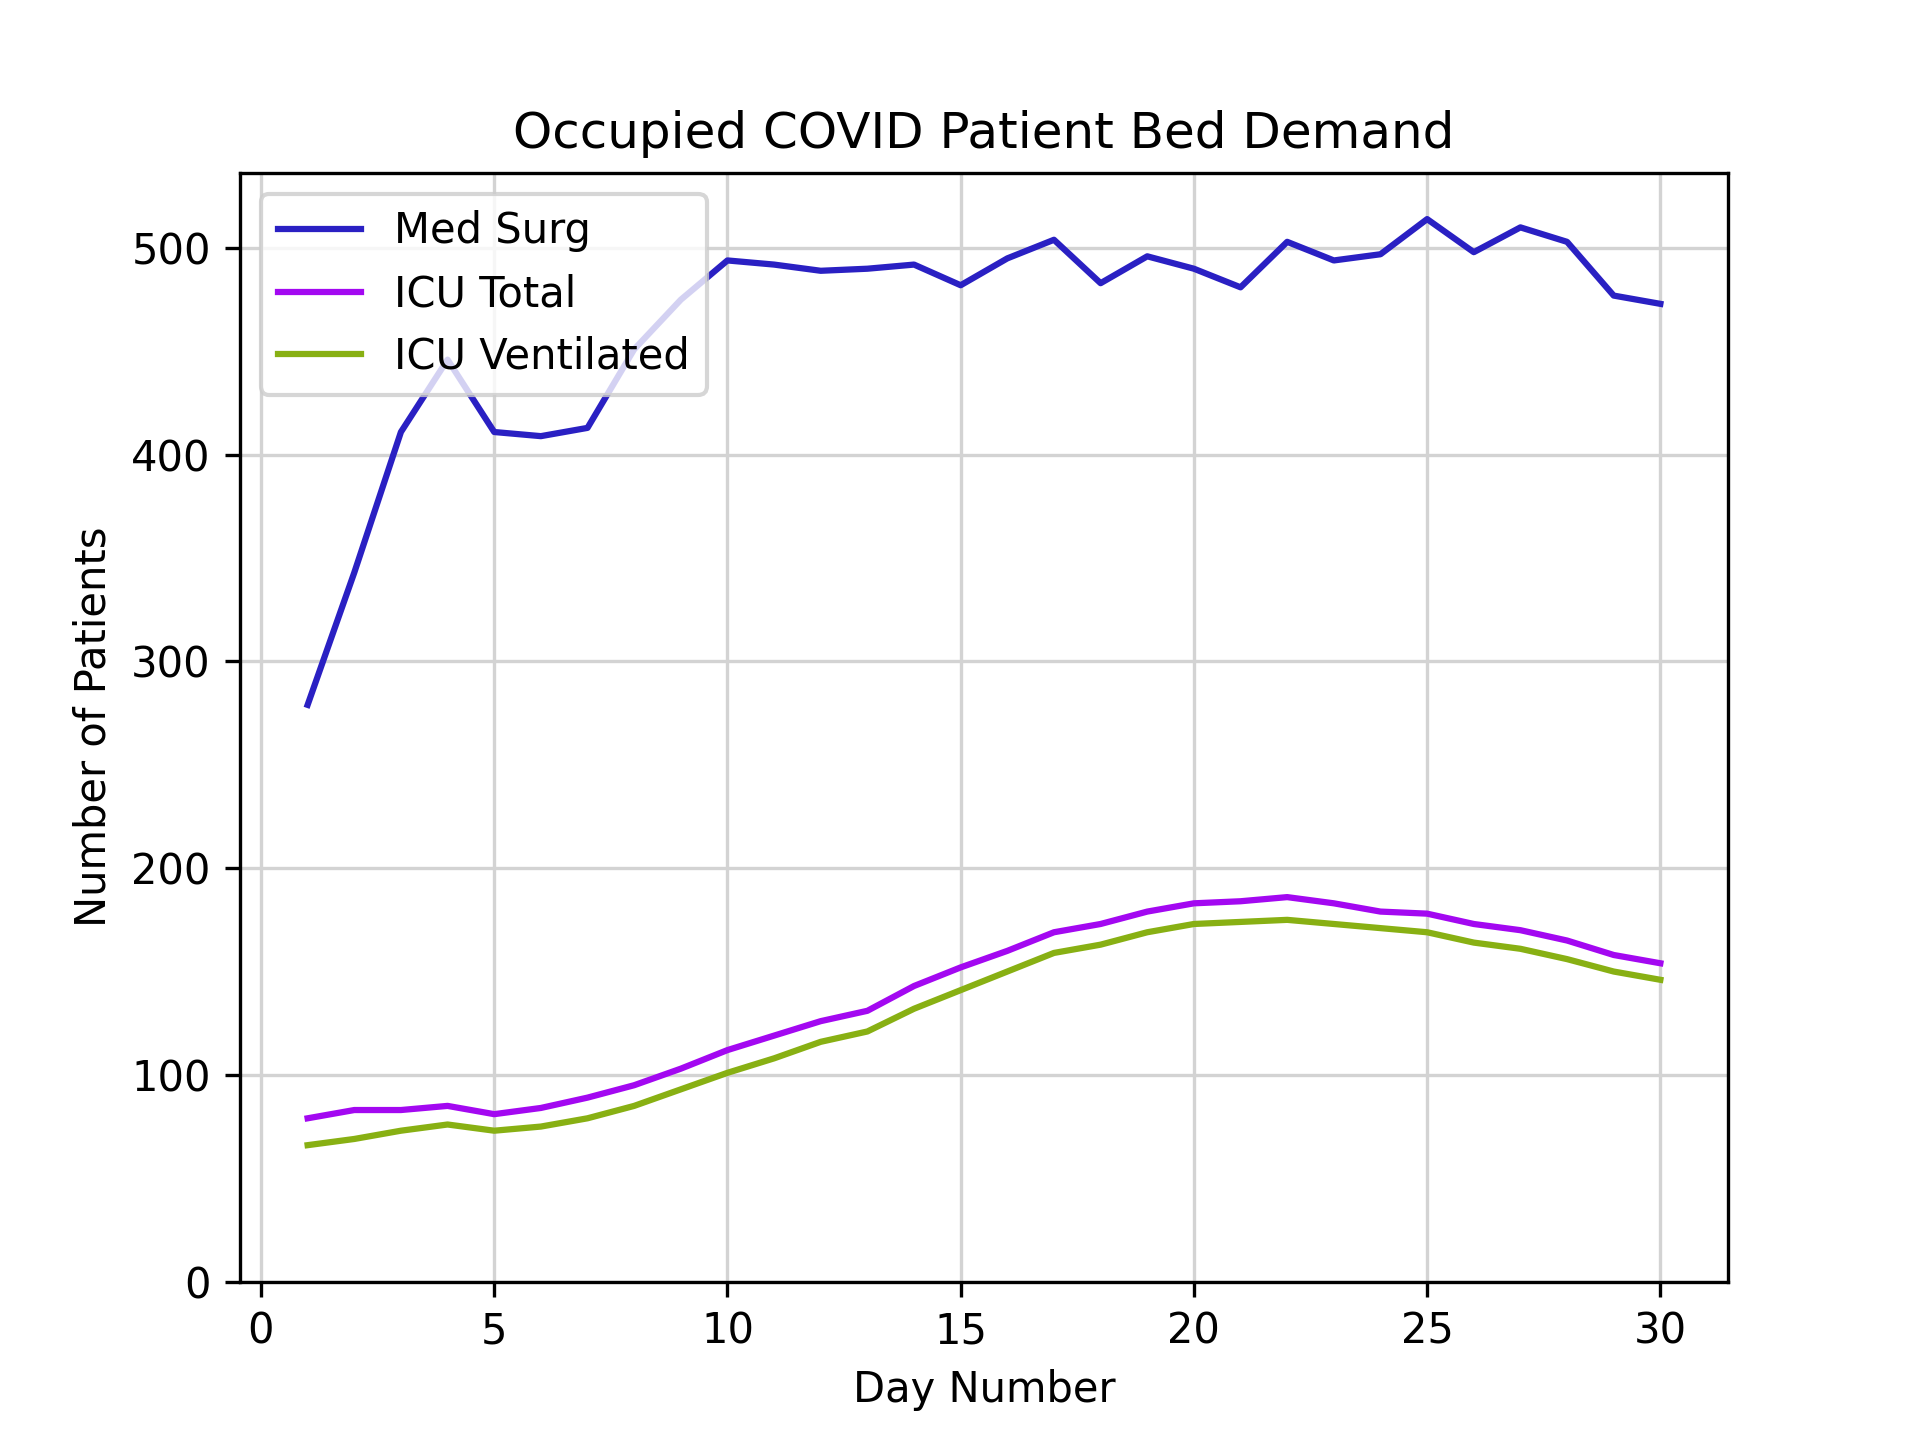 Occupied COVID Patient Bed Demand
Med Surg
ICU Total
ICU Ventilated
500
400
300
200
100
0
Number of Patients
0 5 10 15 20 25 30
Day Number